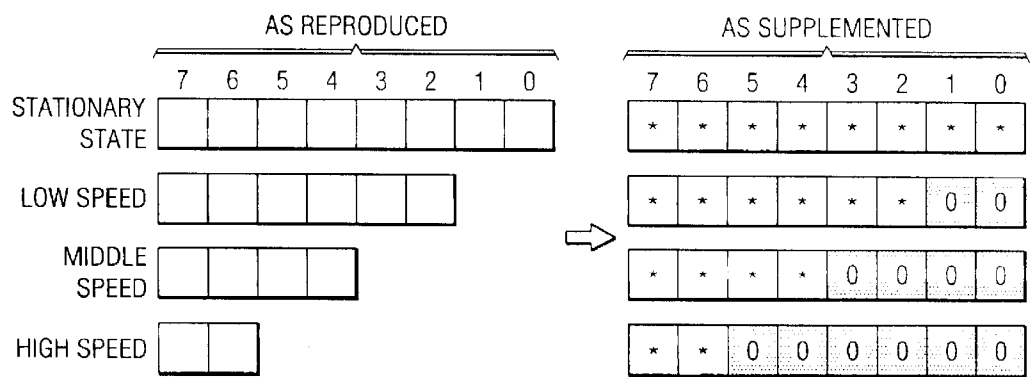 AS REPRODUCED
AS SUPPLEMENTED
7 6 5 4 3 2 1 0
7 6 5 4 3 2 1 0
STATIONARY
STATE
* * * * * * * *
LOW SPEED
* * * * * * 0 0
MIDDLE
SPEED
* * * * 0 0 0 0
HIGH SPEED
* * 0 0 0 0 0 0